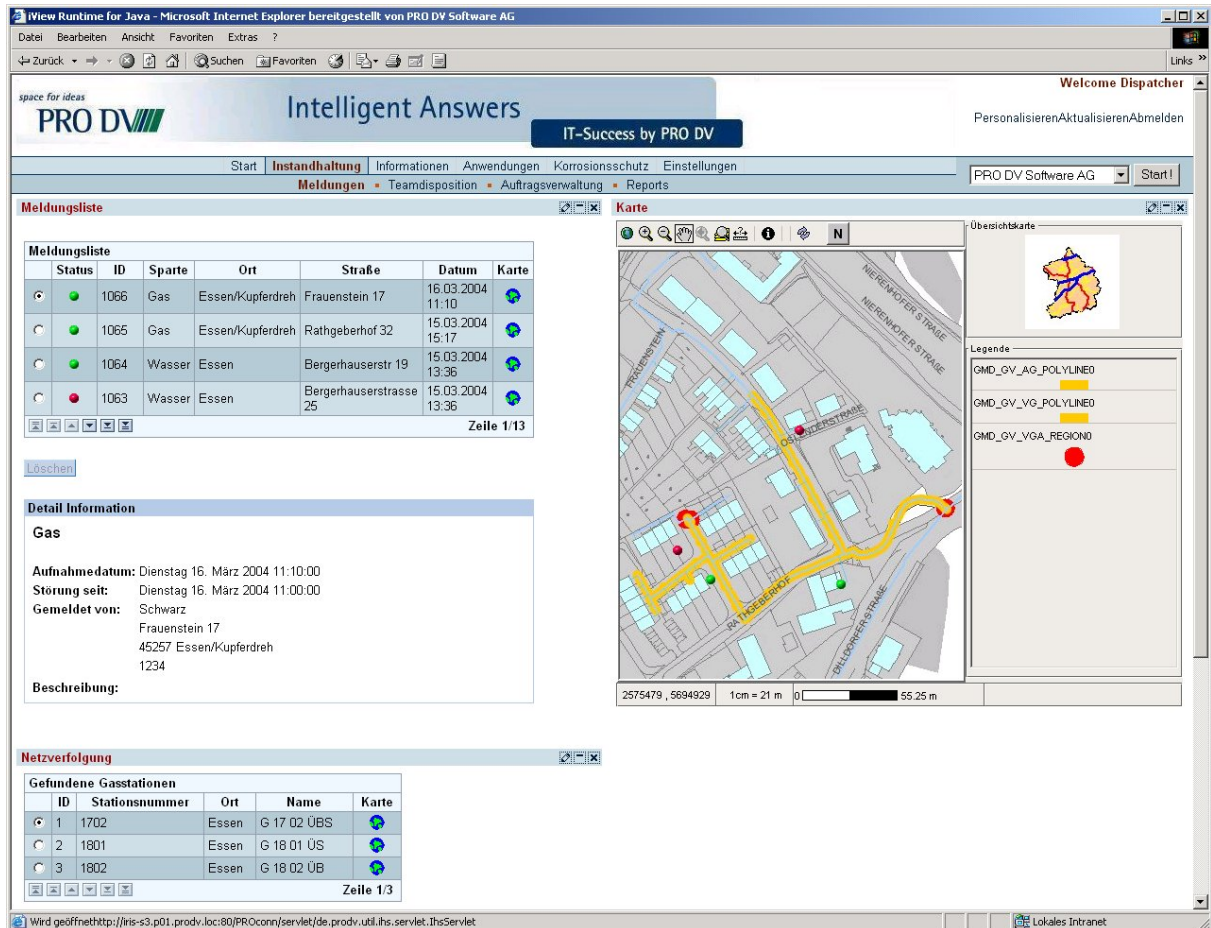 iView Runtime for Java - Microsoft Internet Explorer bereitgestellt von PRO DV Software AG
Datei Bearbeiten Ansicht Favoriten Extras ?
Zurück Suchen Favoriten Links »
space for ideas
PRO DV
Intelligent Answers
IT-Success by PRO DV
Welcome Dispatcher
PersonalisierenAktualisierenAbmelden
Start Instandhaltung Informationen Anwendungen Korrosionsschutz Einstellungen
Meldungen Teamdisposition Auftragsverwaltung Reports
PRO DV Software AG Start!
Meldungsliste
Meldungsliste
Status ID Sparte Ort Straße Datum Karte
1066 Gas Essen/Kupferdreh Frauenstein 17 16.03.2004 11:10
1065 Gas Essen/Kupferdreh Rathgeberhof 32 15.03.2004 15:17
1064 Wasser Essen Bergerhauserstr 19 15.03.2004 13:36
1063 Wasser Essen Bergerhauserstrasse 25 15.03.2004 13:36
Zeile 1/13
Löschen
Detail Information
Gas
Aufnahmedatum: Dienstag 16. März 2004 11:10:00
Störung seit: Dienstag 16. März 2004 11:00:00
Gemeldet von: Schwarz
Frauenstein 17
45257 Essen/Kupferdreh
1234
Beschreibung:
Karte
N
NIERENHOFER STRAßE
NIERENHOFER STRAßE
FRAUENSTEIN
RATHGEBERHOF
DILLDORFER STRAßE
Übersichtskarte
Legende
GMD_GV_AG_POLYLINE0
GMD_GV_VG_POLYLINE0
GMD_GV_VGA_REGION0
2575479 , 5694929 1cm = 21 m 0 55.25 m
Netzverfolgung
Gefundene Gasstationen
ID Stationsnummer Ort Name Karte
1 1702 Essen G 17 02 ÜBS
2 1801 Essen G 18 01 ÜS
3 1802 Essen G 18 02 ÜB
Zeile 1/3
Wird geöffnethttp://iris-s3.p01.prodv.loc:80/PROconn/servlet/de.prodv.util.ihs.servlet.IhsServlet
Lokales Intranet